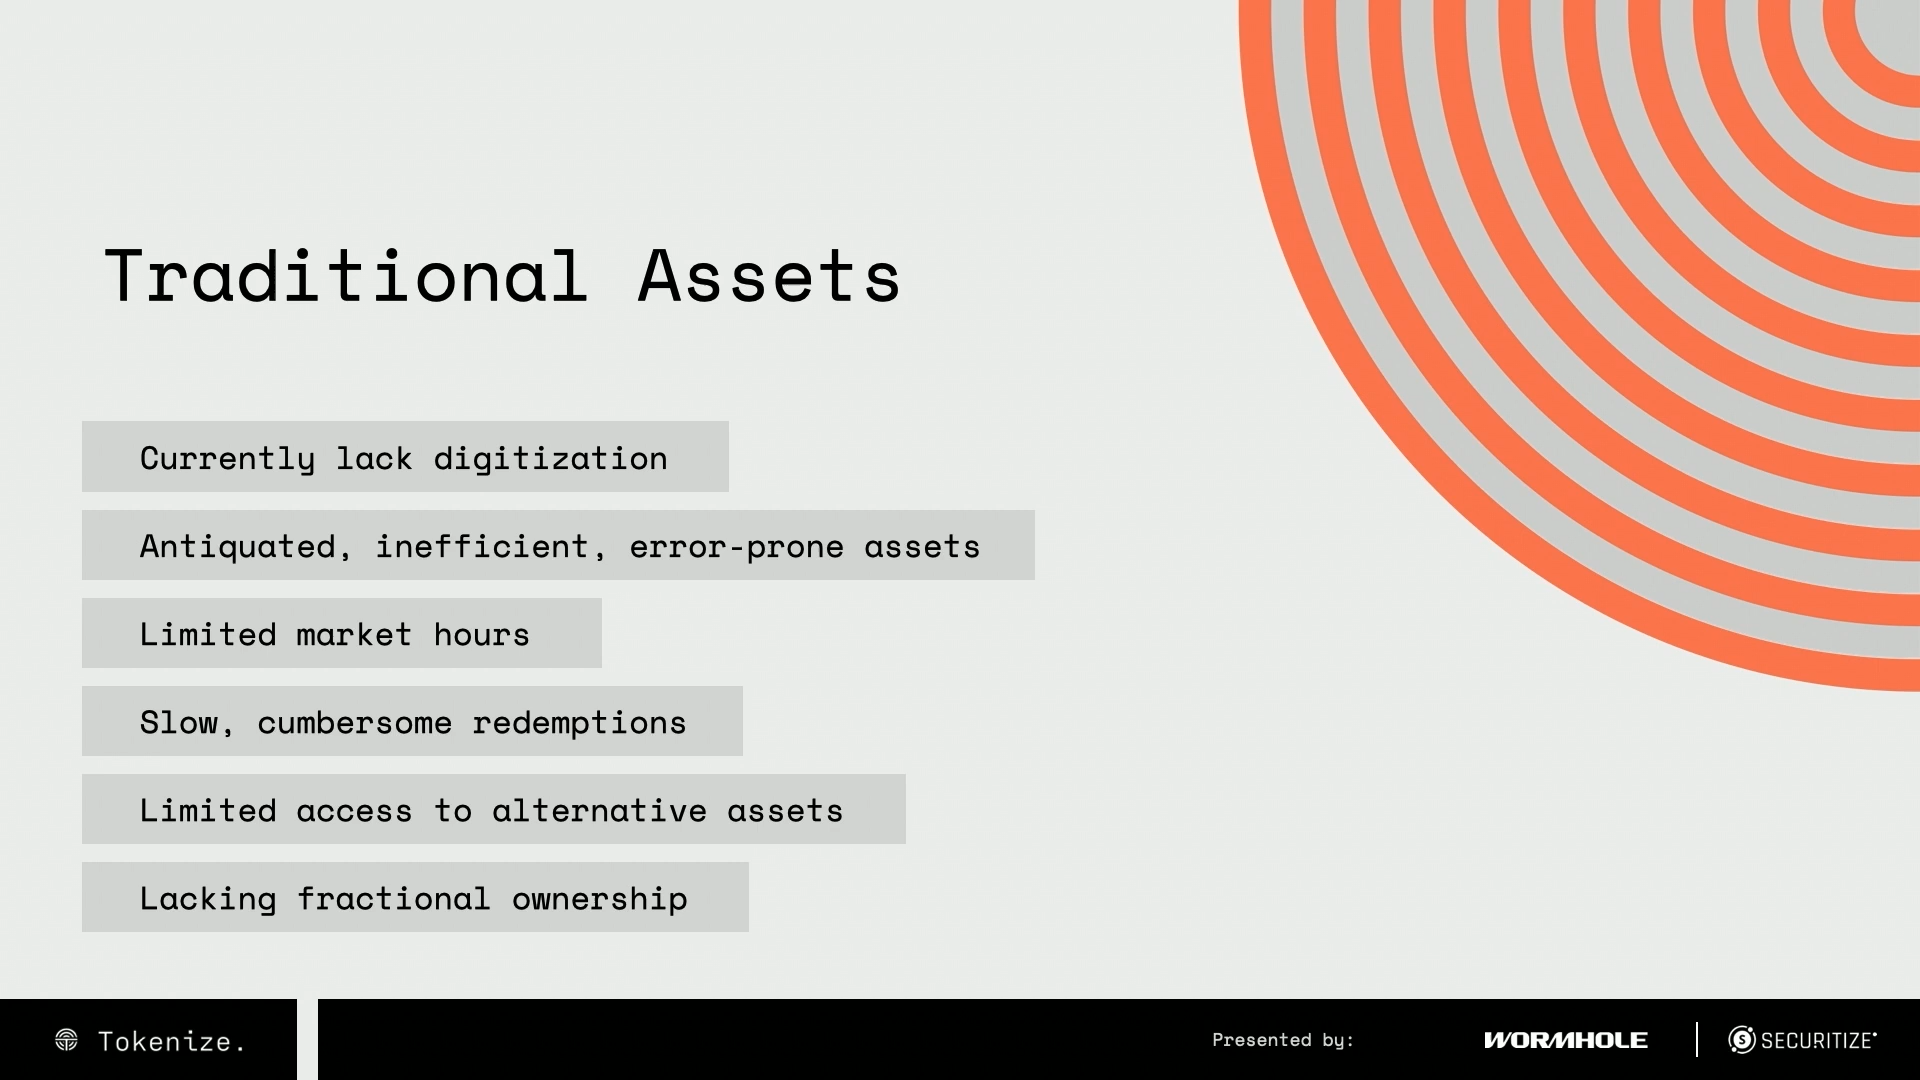 Traditional Assets
Currently lack digitization
Antiquated, inefficient, error-prone assets
Limited market hours
Slow, cumbersome redemptions
Limited access to alternative assets
Lacking fractional ownership
Tokenize.
Presented by:
WORMHOLE
SECURITIZE